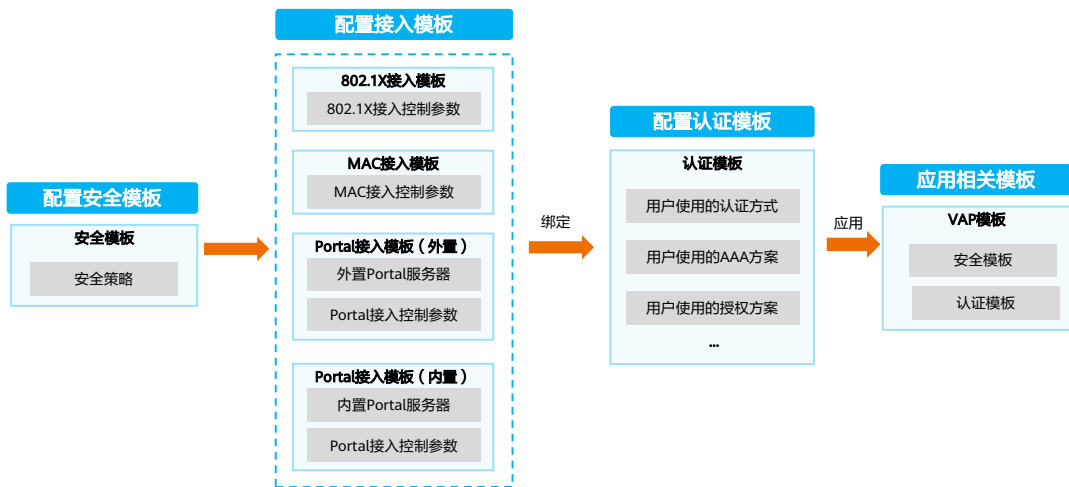 配置安全模板
安全模板
安全策略
配置接入模板
802.1X接入模板
802.1X接入控制参数
MAC接入模板
MAC接入控制参数
Portal接入模板（外置）
外置Portal服务器
Portal接入控制参数
Portal接入模板（内置）
内置Portal服务器
Portal接入控制参数
绑定
配置认证模板
认证模板
用户使用的认证方式
用户使用的AAA方案
用户使用的授权方案
...
应用
应用相关模板
VAP模板
安全模板
认证模板